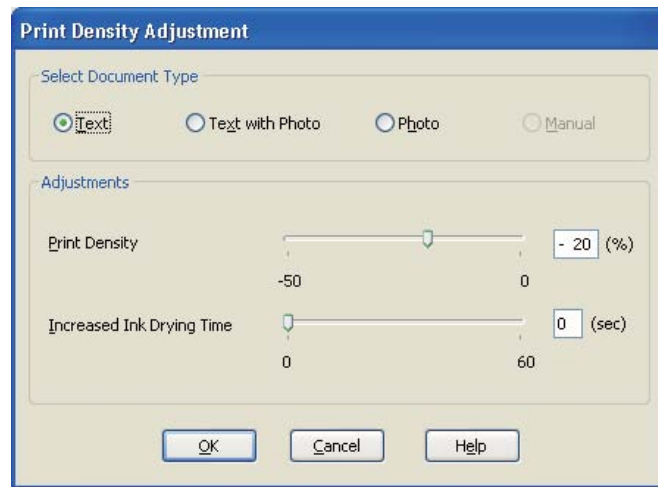 Print Density Adjustment
Select Document Type
Text Text with Photo Photo Manual
Adjustments
Print Density - 20 (%)
-50 0
Increased Ink Drying Time 0 (sec)
0 60
OK Cancel Help